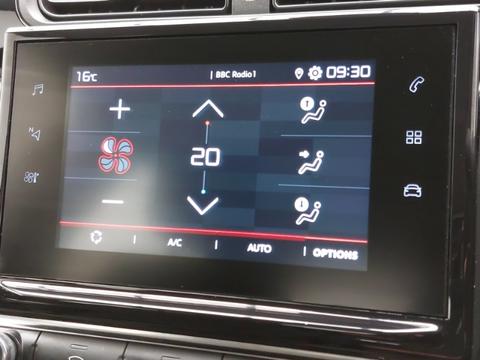 16°C | BBC Radio 1 09:30
20
A/C | AUTO | OPTIONS
N